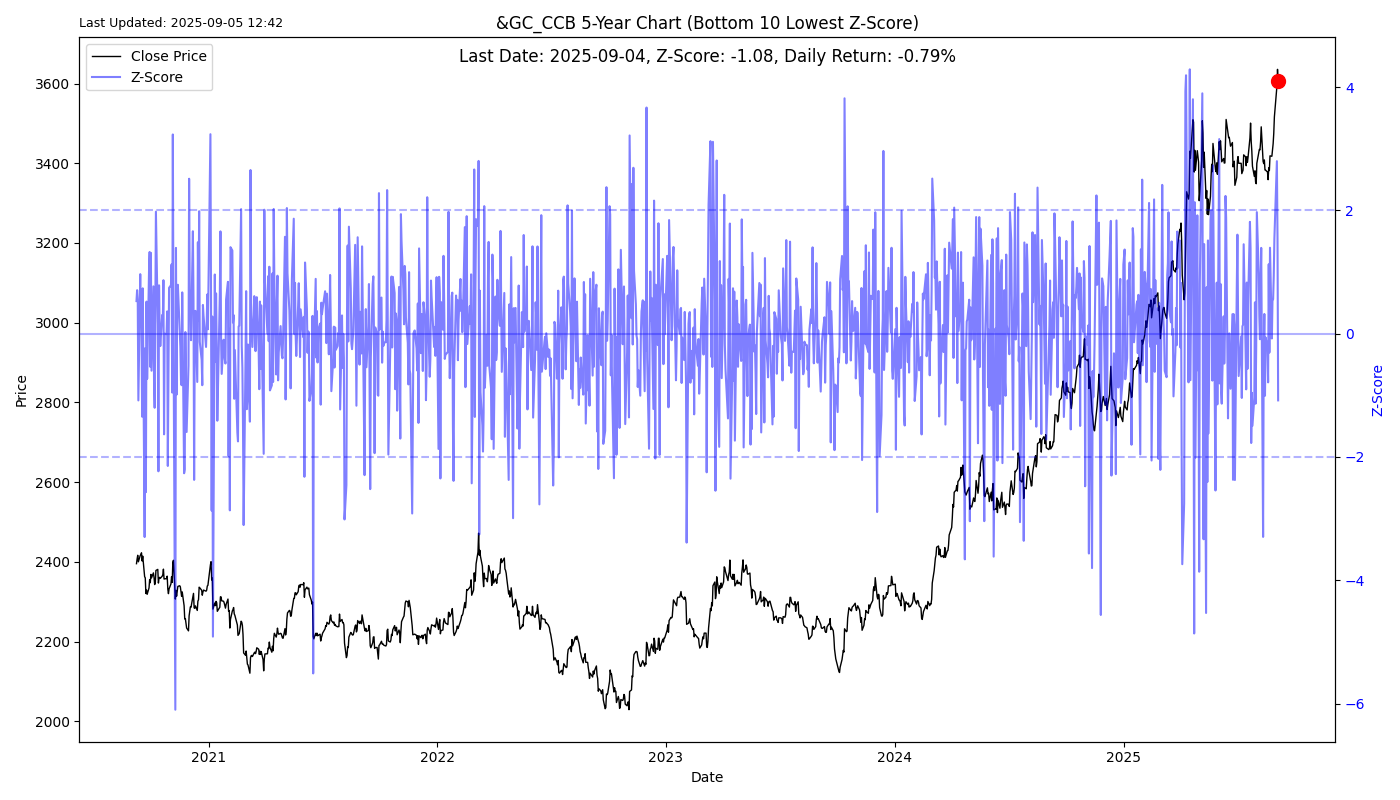 Last Updated: 2025-09-05 12:42
&GC_CCB 5-Year Chart (Bottom 10 Lowest Z-Score)
Last Date: 2025-09-04, Z-Score: -1.08, Daily Return: -0.79%
Close Price
Z-Score
3600
3400
3200
3000
2800
2600
2400
2200
2000
Price
4
2
0
−2
−4
−6
Z-Score
2021
2022
2023
2024
2025
Date